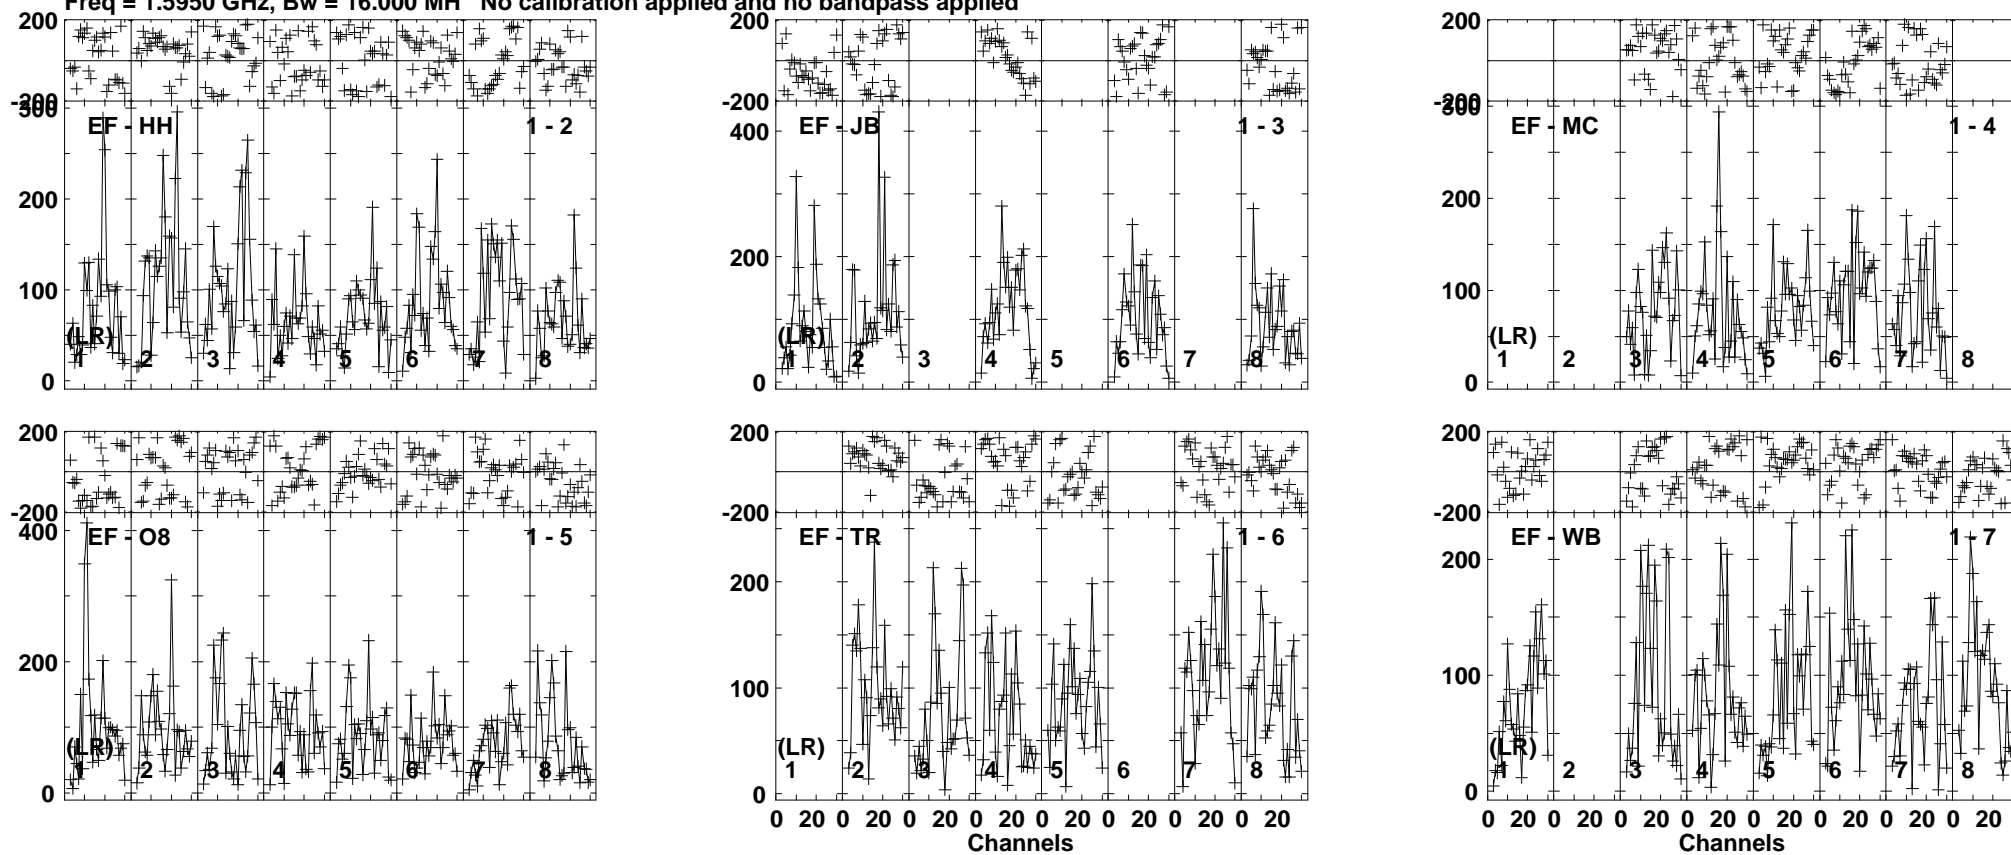 Freq = 1.5950 GHz, Bw = 16.000 MH No calibration applied and no bandpass applied
200
-200
300
200
100
0
EF - HH
1 - 2
(LR)
1 2 3 4 5 6 7 8
200
-200
400
200
0
EF - JB
1 - 3
(LR)
1 2 3 4 5 6 7 8
200
-200
300
200
100
0
EF - MC
1 - 4
(LR)
1 2 3 4 5 6 7 8
200
-200
400
200
0
EF - O8
1 - 5
(LR)
1 2 3 4 5 6 7 8
200
-200
200
100
0
EF - TR
1 - 6
(LR)
1 2 3 4 5 6 7 8
0 20 0 20 0 20 0 20 0 20 0 20 0 20 0 20
Channels
200
-200
200
100
0
EF - WB
1 - 7
(LR)
1 2 3 4 5 6 7 8
0 20 0 20 0 20 0 20 0 20 0 20 0 20 0 20
Channels